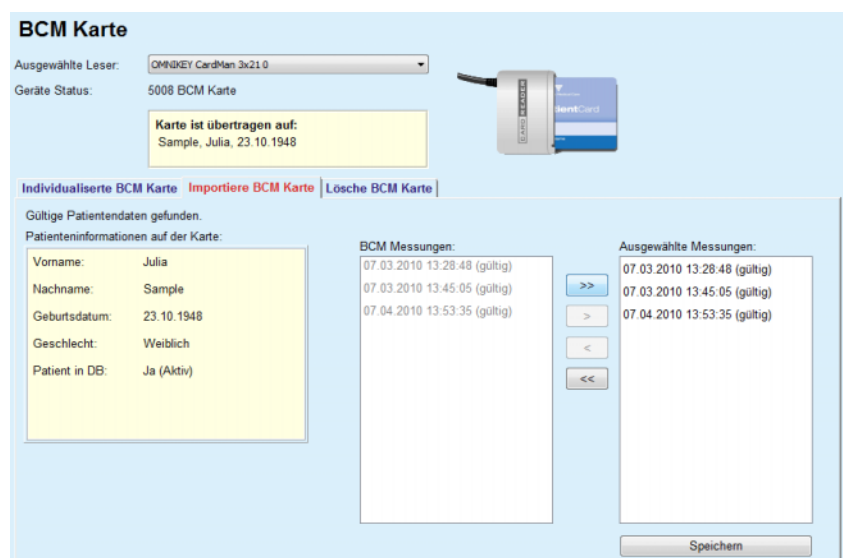 BCM Karte
Ausgewählte Leser: OMNIKEY CardMan 3x21 0
Geräte Status: 5008 BCM Karte
Karte ist übertragen auf:
Sample, Julia, 23.10.1948
CARD READER
ientCard
Individualiserte BCM Karte Importiere BCM Karte Lösche BCM Karte
Gültige Patientendaten gefunden.
Patienteninformationen auf der Karte:
Vorname: Julia
Nachname: Sample
Geburtsdatum: 23.10.1948
Geschlecht: Weiblich
Patient in DB: Ja (Aktiv)
BCM Messungen:
07.03.2010 13:28:48 (gültig)
07.03.2010 13:45:05 (gültig)
07.04.2010 13:53:35 (gültig)
>>
>
<
<<
Ausgewählte Messungen:
07.03.2010 13:28:48 (gültig)
07.03.2010 13:45:05 (gültig)
07.04.2010 13:53:35 (gültig)
Speichern